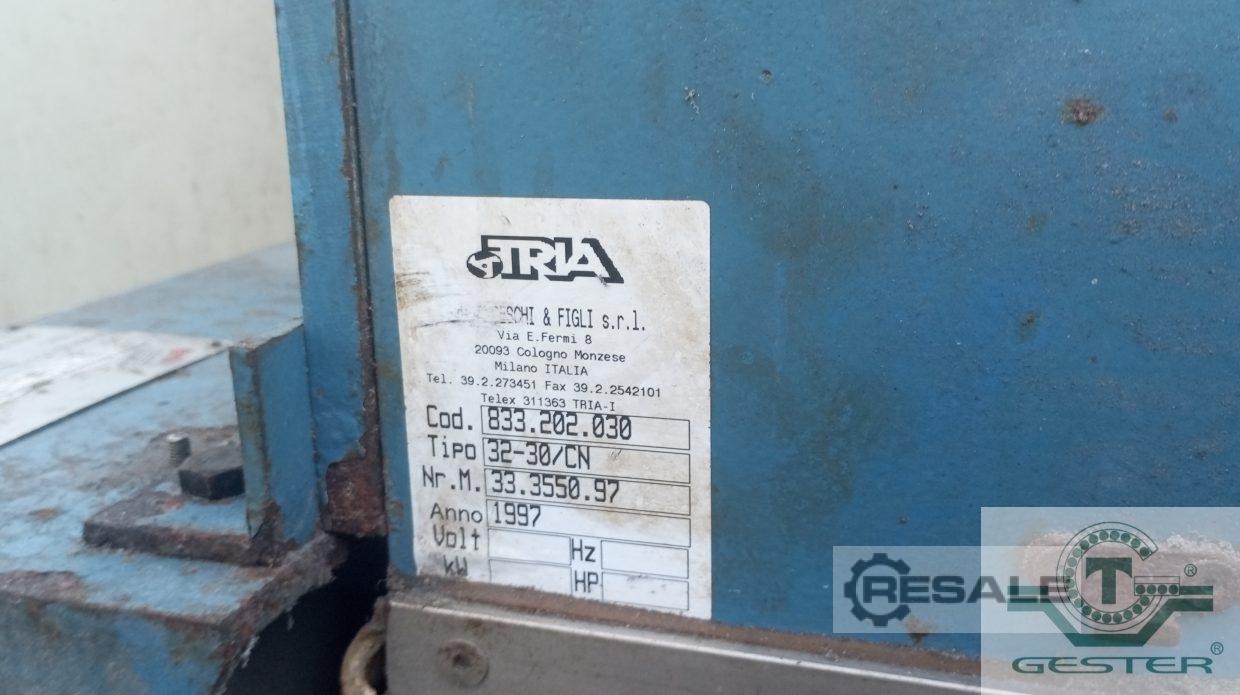 TRIA
& FIGLI s.r.l.
Via E.Fermi 8
20093 Cologno Monzese
Milano ITALIA
Tel. 39.2.273451 Fax 39.2.2542101
Telex 311363 TRIA-I
Cod. 833.202.030
Tipo 32-30/CN
Nr.M. 33.3550.97
Anno 1997
Volt Hz
kW HP
RESALE
T ®
GESTER ®